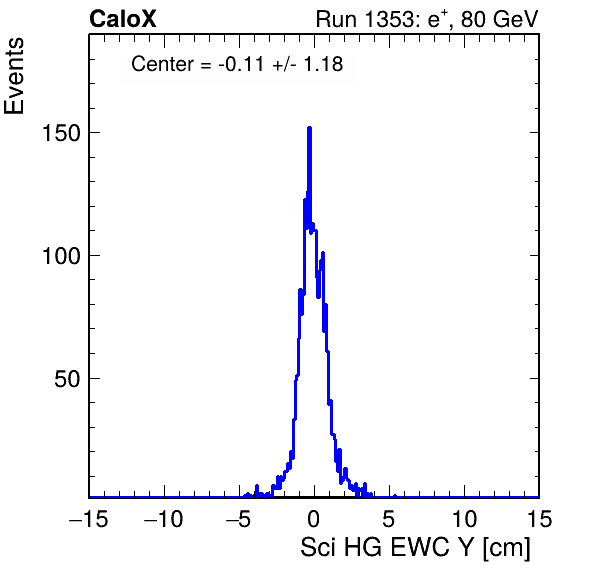 CaloX Run 1353: e⁺, 80 GeV
Center = -0.11 +/- 1.18
Events
150
100
50
−15 −10 −5 0 5 10 15
Sci HG EWC Y [cm]